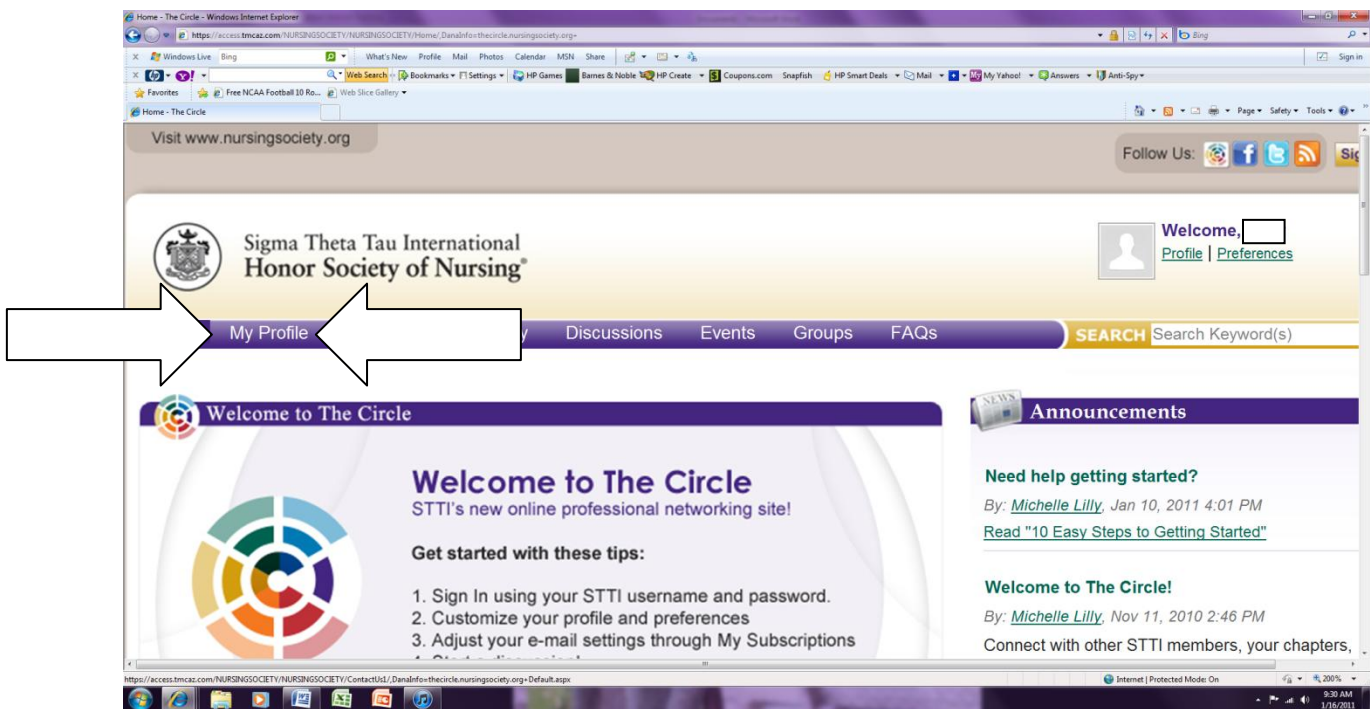 Home - The Circle - Windows Internet Explorer
https://access.tmcaz.com/NURSINGSOCIETY/NURSINGSOCIETY/Home/,DanaInfo=thecircle.nursingsociety.org+
Bing
Windows Live Bing What's New Profile Mail Photos Calendar MSN Share Sign in
Web Search Bookmarks Settings HP Games Barnes & Noble HP Create Coupons.com Snapfish HP Smart Deals Mail My Yahoo! Answers Anti-Spy
Favorites Free NCAA Football 10 Ro... Web Slice Gallery
Home - The Circle Page Safety Tools
Visit www.nursingsociety.org
Follow Us:
Sigma Theta Tau International
Honor Society of Nursing®
Welcome,
Profile | Preferences
My Profile Discussions Events Groups FAQs SEARCH Search Keyword(s)
Welcome to The Circle
Welcome to The Circle
STTI's new online professional networking site!
Get started with these tips:
1. Sign In using your STTI username and password.
2. Customize your profile and preferences
3. Adjust your e-mail settings through My Subscriptions
NEWS Announcements
Need help getting started?
By: Michelle Lilly, Jan 10, 2011 4:01 PM
Read "10 Easy Steps to Getting Started"
Welcome to The Circle!
By: Michelle Lilly, Nov 11, 2010 2:46 PM
Connect with other STTI members, your chapters,
https://access.tmcaz.com/NURSINGSOCIETY/NURSINGSOCIETY/ContactUs1/,DanaInfo=thecircle.nursingsociety.org+Default.aspx
Internet | Protected Mode: On 200%
9:30 AM
1/16/2011